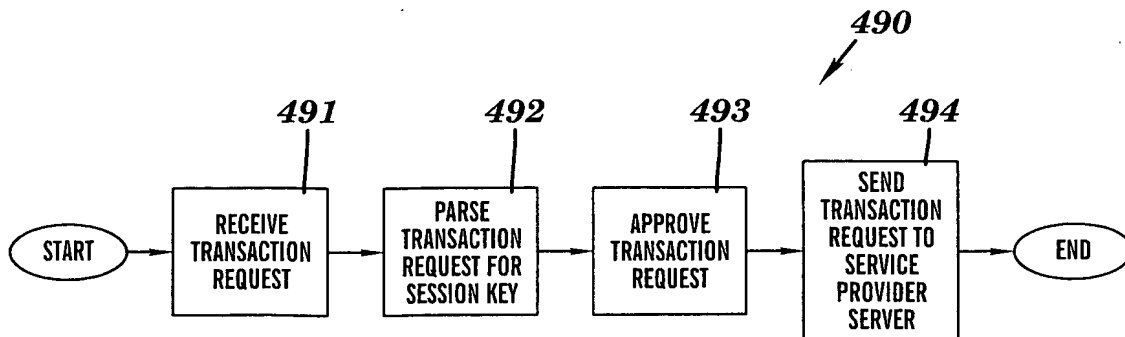 490
491
492
493
494
START
RECEIVE
TRANSACTION
REQUEST
PARSE
TRANSACTION
REQUEST FOR
SESSION KEY
APPROVE
TRANSACTION
REQUEST
SEND
TRANSACTION
REQUEST TO
SERVICE
PROVIDER
SERVER
END